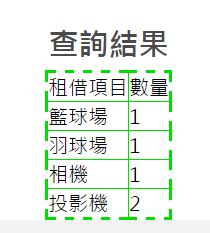 查詢結果
租借項目 數量
籃球場 1
羽球場 1
相機 1
投影機 2